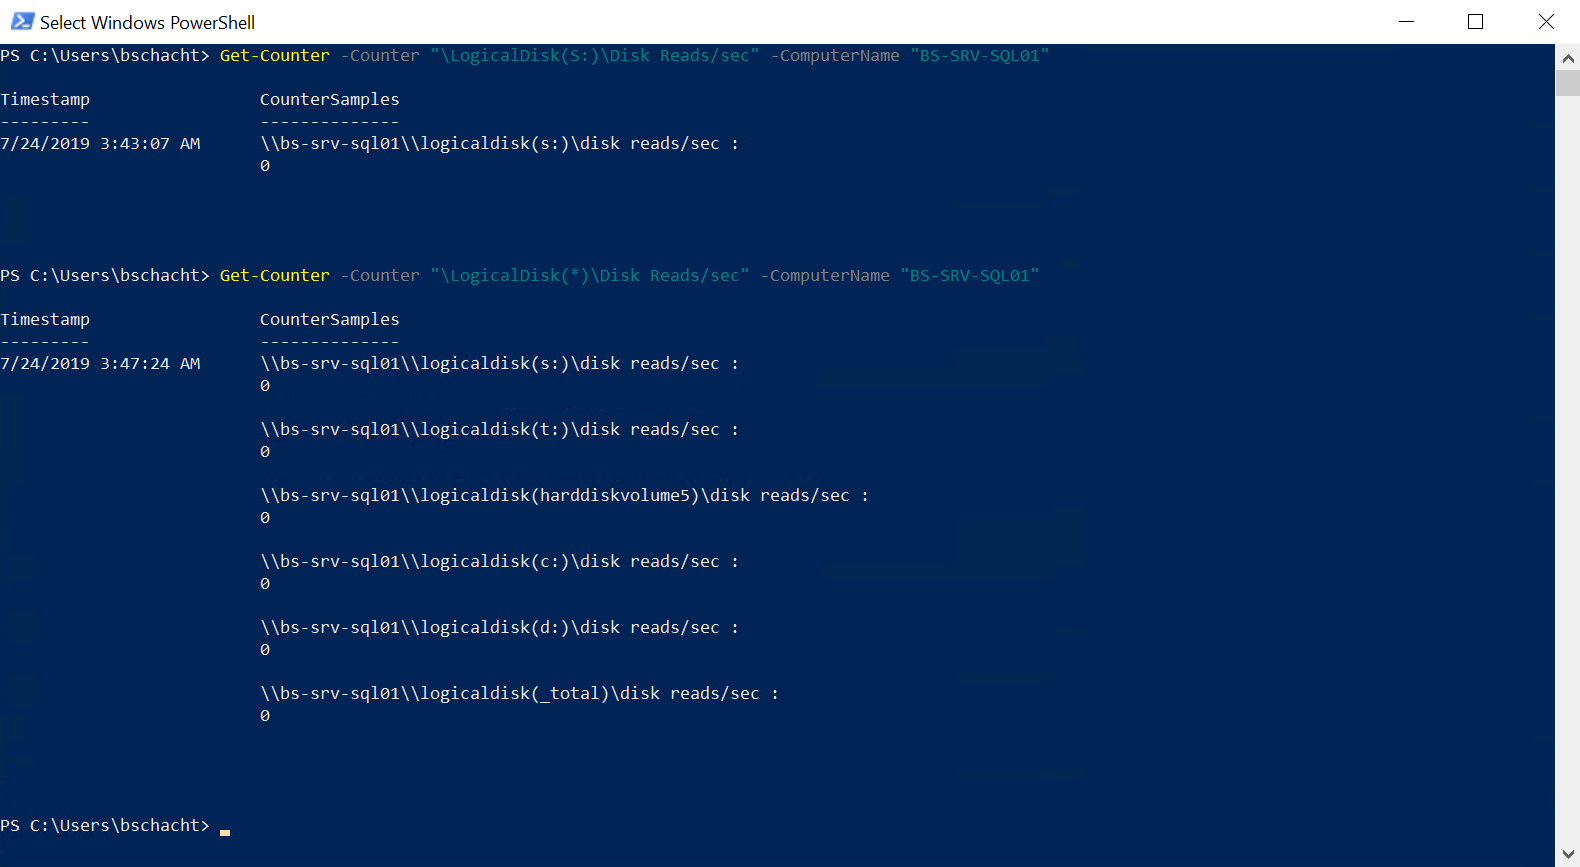 Select Windows PowerShell
PS C:\Users\bschacht> Get-Counter -Counter "\LogicalDisk(S:)\Disk Reads/sec" -ComputerName "BS-SRV-SQL01"
Timestamp                 CounterSamples
---------                 --------------
7/24/2019 3:43:07 AM      \\bs-srv-sql01\\logicaldisk(s:)\disk reads/sec :
                          0
PS C:\Users\bschacht> Get-Counter -Counter "\LogicalDisk(*)\Disk Reads/sec" -ComputerName "BS-SRV-SQL01"
Timestamp                 CounterSamples
---------                 --------------
7/24/2019 3:47:24 AM      \\bs-srv-sql01\\logicaldisk(s:)\disk reads/sec :
                          0
                          \\bs-srv-sql01\\logicaldisk(t:)\disk reads/sec :
                          0
                          \\bs-srv-sql01\\logicaldisk(harddiskvolume5)\disk reads/sec :
                          0
                          \\bs-srv-sql01\\logicaldisk(c:)\disk reads/sec :
                          0
                          \\bs-srv-sql01\\logicaldisk(d:)\disk reads/sec :
                          0
                          \\bs-srv-sql01\\logicaldisk(_total)\disk reads/sec :
                          0
PS C:\Users\bschacht>